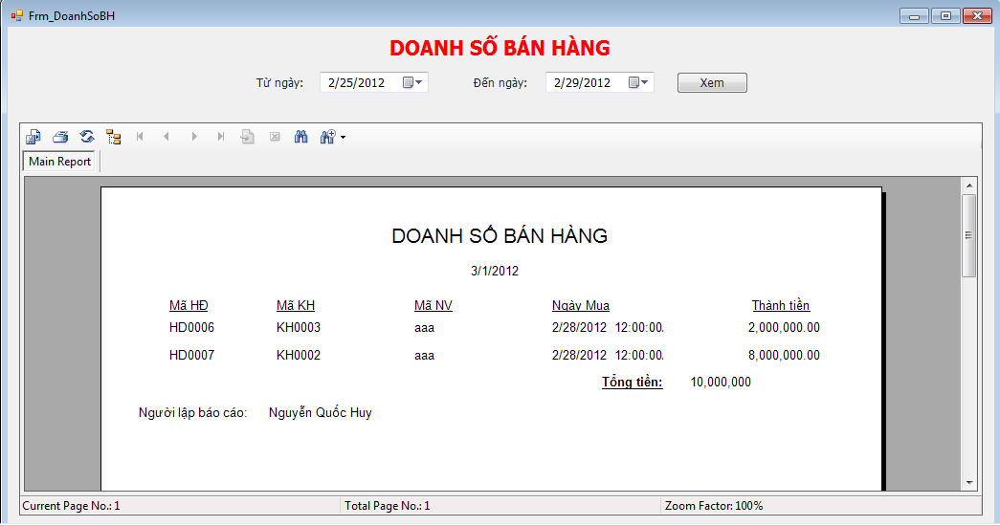 Frm_DoanhSoBH
DOANH SỐ BÁN HÀNG
Từ ngày: 2/25/2012 Đến ngày: 2/29/2012 Xem
Main Report
DOANH SỐ BÁN HÀNG
3/1/2012
Mã HĐ Mã KH Mã NV Ngày Mua Thành tiền
HD0006 KH0003 aaa 2/28/2012 12:00:00 2,000,000.00
HD0007 KH0002 aaa 2/28/2012 12:00:00 8,000,000.00
Tổng tiền: 10,000,000
Người lập báo cáo: Nguyễn Quốc Huy
Current Page No.: 1 Total Page No.: 1 Zoom Factor: 100%